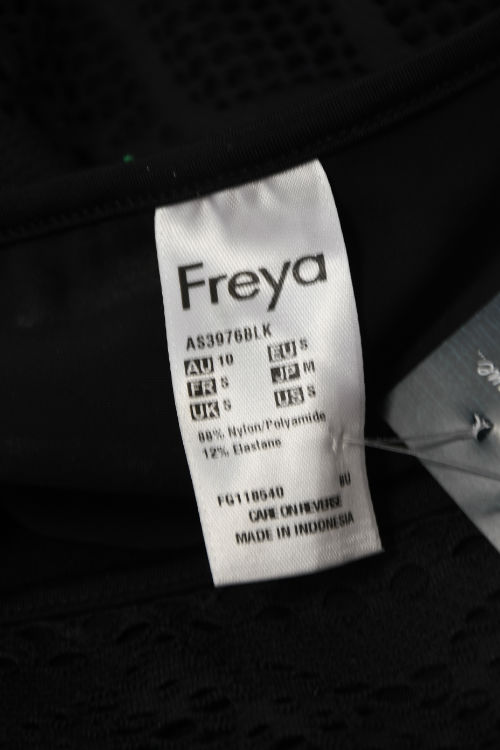 Freya
AS3976BLK
AU 10 EU S
FR S JP M
UK S US S
88% Nylon/Polyamide
12% Elastane
FG118540 8U
CARE ON REVERSE
MADE IN INDONESIA